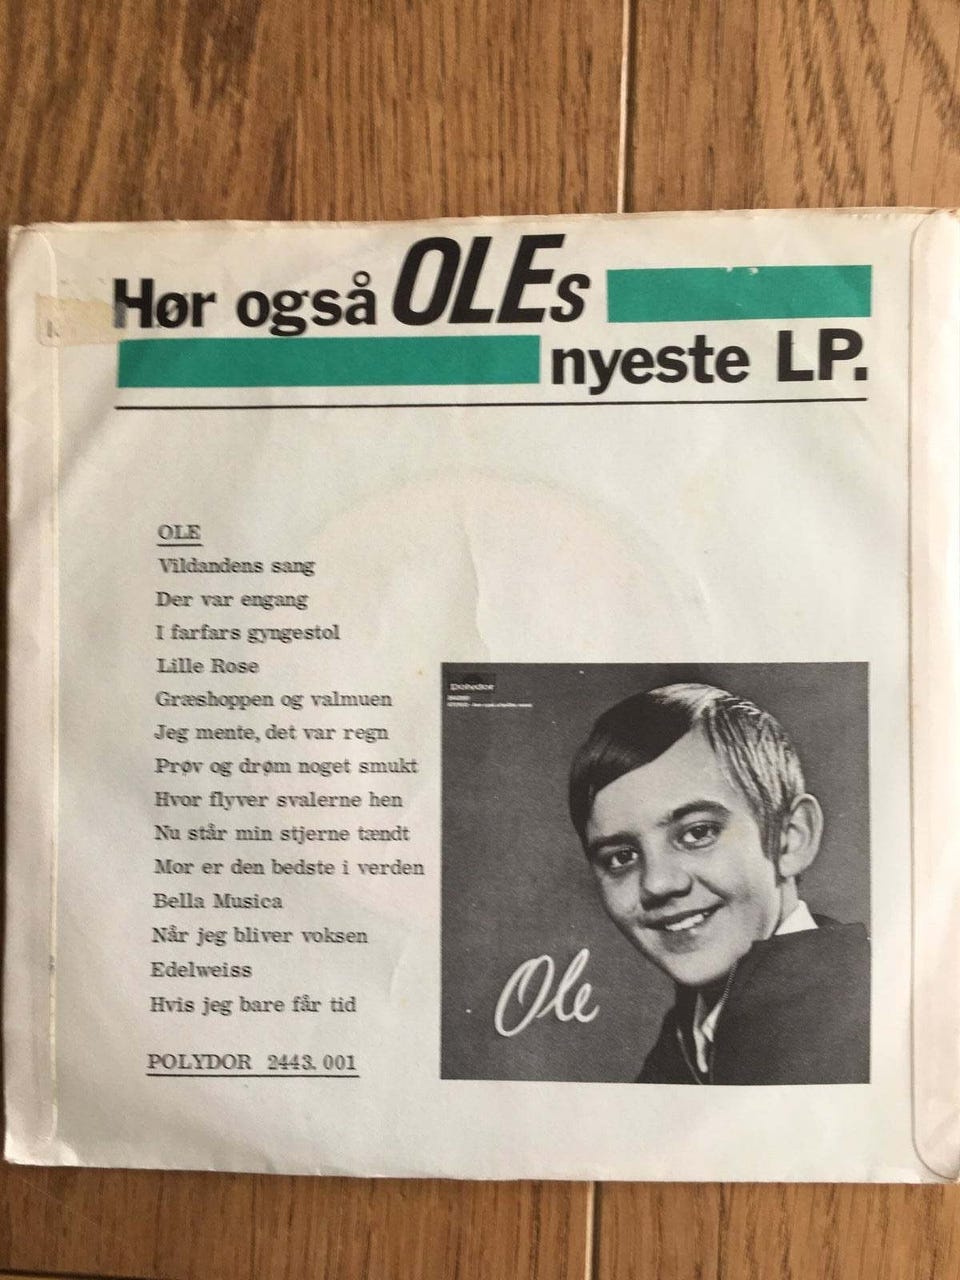 Hør også OLEs
nyeste LP.
OLE
Vildandens sang
Der var engang
I farfars gyngestol
Lille Rose
Græshoppen og valmuen
Jeg mente, det var regn
Prøv og drøm noget smukt
Hvor flyver svalerne hen
Nu står min stjerne tændt
Mor er den bedste i verden
Bella Musica
Når jeg bliver voksen
Edelweiss
Hvis jeg bare får tid
POLYDOR 2443. 001
Polydor
Ole